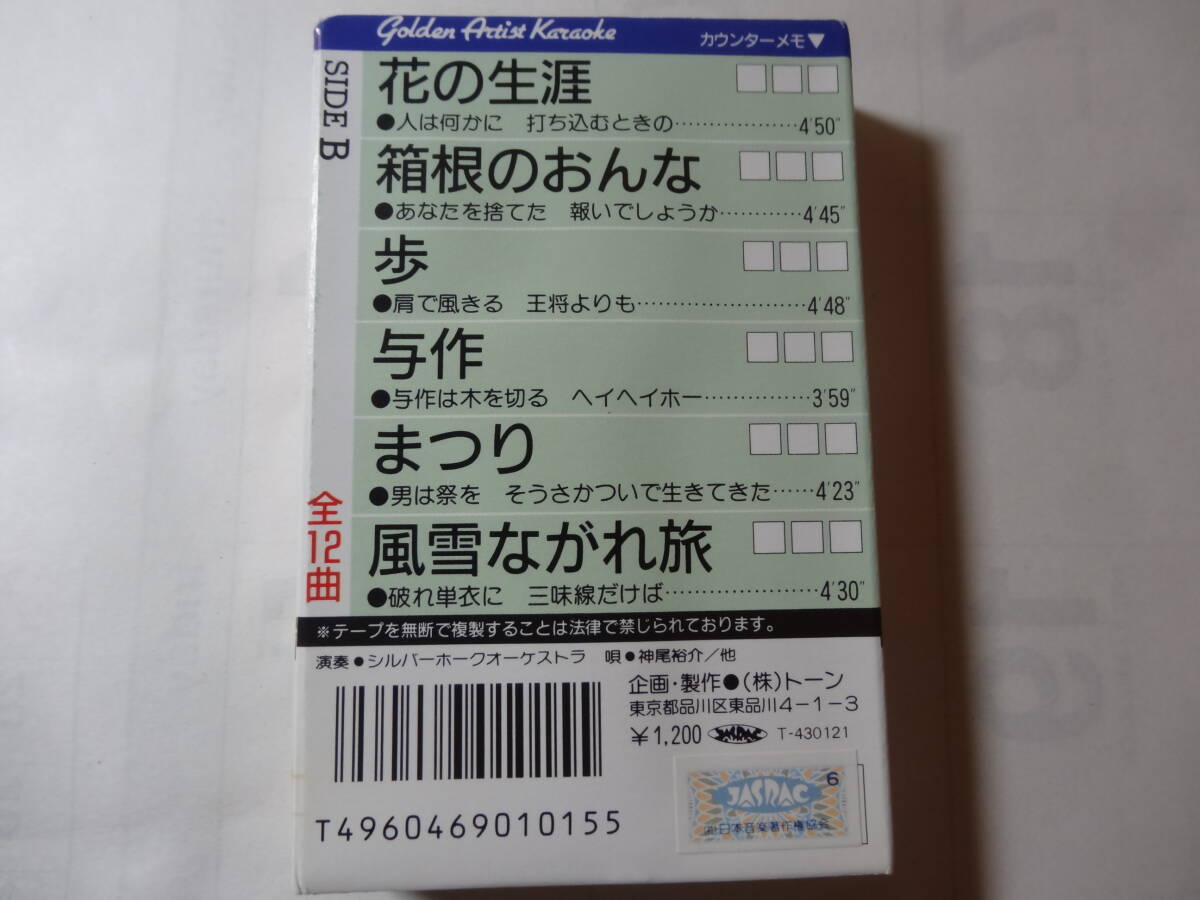 Golden Artist Karaoke
カウンターメモ▼
SIDE B
花の生涯
●人は何かに　打ち込むときの………………4′50″
箱根のおんな
●あなたを捨てた　報いでしょうか…………4′45″
歩
●肩で風きる　王将よりも……………………4′48″
与作
●与作は木を切る　ヘイヘイホー……………3′59″
まつり
●男は祭を　そうさかついで生きてきた……4′23″
風雪ながれ旅
●破れ単衣に　三味線だけば…………………4′30″
全12曲
※テープを無断で複製することは法律で禁じられております。
演奏●シルバーホークオーケストラ　唄●神尾裕介／他
企画・製作●(株)トーン
東京都品川区東品川4－1－3
￥1,200 JASRAC T-430121
6
JASRAC
(社)日本音楽著作権協会
T4960469010155